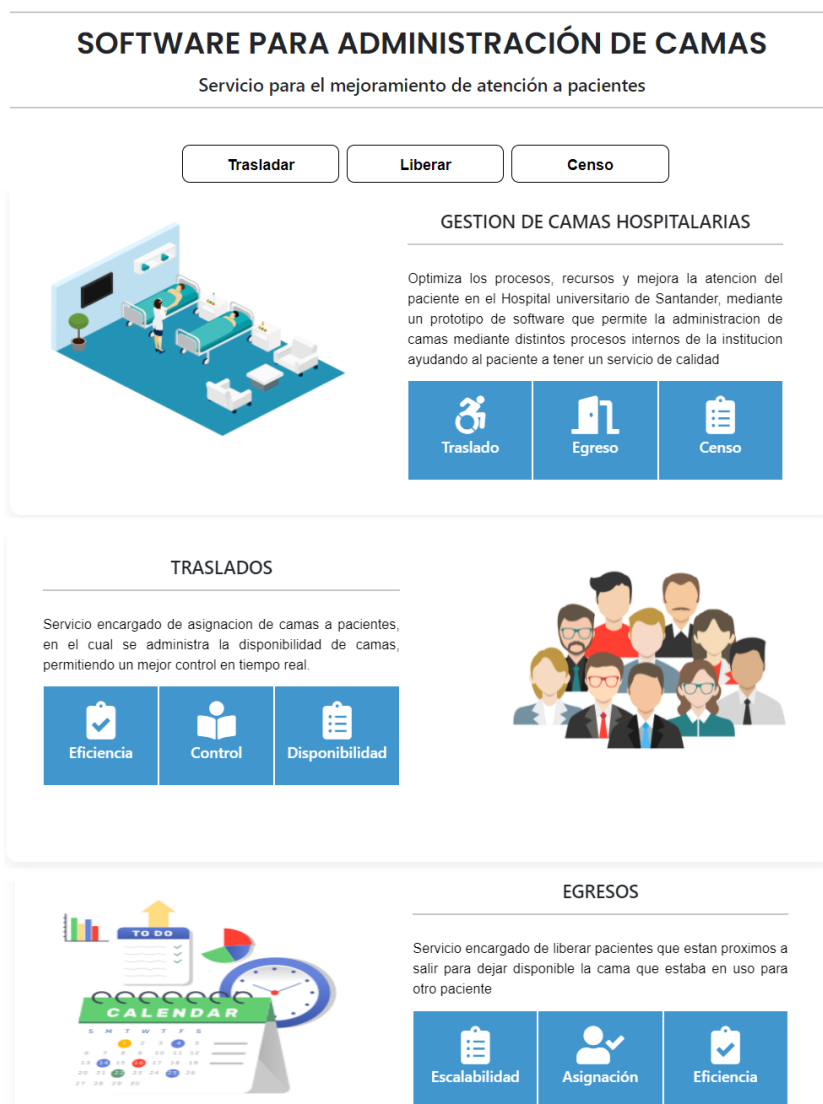 SOFTWARE PARA ADMINISTRACIÓN DE CAMAS
Servicio para el mejoramiento de atención a pacientes
Trasladar
Liberar
Censo
GESTION DE CAMAS HOSPITALARIAS
Optimiza los procesos, recursos y mejora la atencion del
paciente en el Hospital universitario de Santander, mediante
un prototipo de software que permite la administracion de
camas mediante distintos procesos internos de la institucion
ayudando al paciente a tener un servicio de calidad
Traslado
Egreso
Censo
TRASLADOS
Servicio encargado de asignacion de camas a pacientes,
en el cual se administra la disponibilidad de camas,
permitiendo un mejor control en tiempo real.
Eficiencia
Control
Disponibilidad
EGRESOS
TO DO
CALENDAR
S M T W T F S
Servicio encargado de liberar pacientes que estan proximos a
salir para dejar disponible la cama que estaba en uso para
otro paciente
Escalabilidad
Asignación
Eficiencia